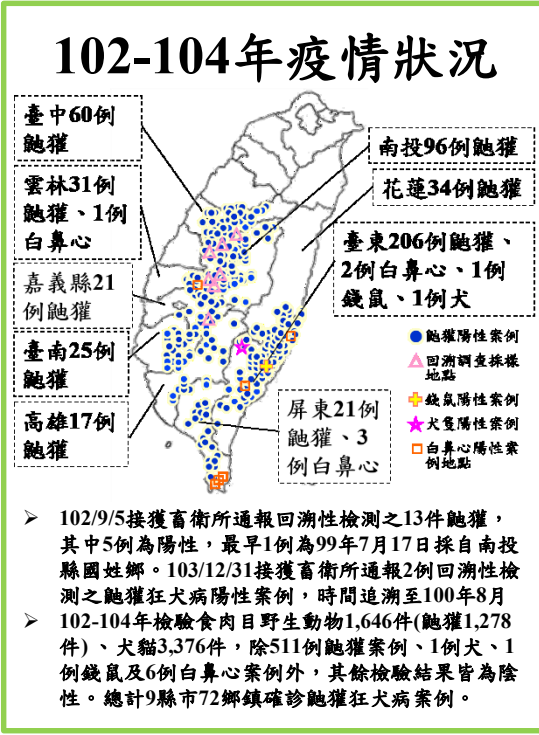 102-104年疫情狀況
臺中60例
鼬獾
雲林31例
鼬獾、1例
白鼻心
嘉義縣21
例鼬獾
臺南25例
鼬獾
高雄17例
鼬獾
南投96例鼬獾
花蓮34例鼬獾
臺東206例鼬獾、
2例白鼻心、1例
錢鼠、1例犬
鼬獾陽性案例
回溯調查採樣
地點
錢鼠陽性案例
犬隻陽性案例
白鼻心陽性案
例地點
屏東21例
鼬獾、3
例白鼻心
➢ 102/9/5接獲畜衛所通報回溯性檢測之13件鼬獾，
其中5例為陽性，最早1例為99年7月17日採自南投
縣國姓鄉。103/12/31接獲畜衛所通報2例回溯性檢
測之鼬獾狂犬病陽性案例，時間追溯至100年8月
➢ 102-104年檢驗食肉目野生動物1,646件(鼬獾1,278
件) 、犬貓3,376件，除511例鼬獾案例、1例犬、1
例錢鼠及6例白鼻心案例外，其餘檢驗結果皆為陰
性。總計9縣市72鄉鎮確診鼬獾狂犬病案例。